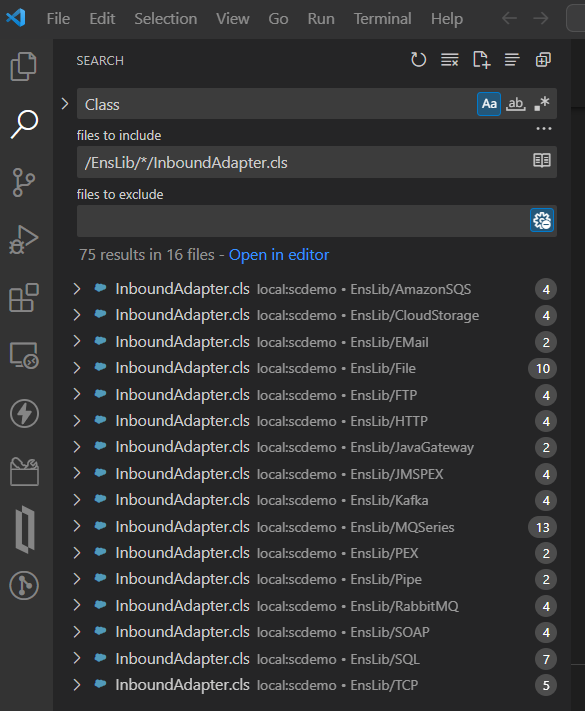 File Edit Selection View Go Run Terminal Help
SEARCH
Class
Aa ab .*
files to include
/EnsLib/*/InboundAdapter.cls
files to exclude
75 results in 16 files - Open in editor
InboundAdapter.cls local:scdemo • EnsLib/AmazonSQS 4
InboundAdapter.cls local:scdemo • EnsLib/CloudStorage 4
InboundAdapter.cls local:scdemo • EnsLib/EMail 2
InboundAdapter.cls local:scdemo • EnsLib/File 10
InboundAdapter.cls local:scdemo • EnsLib/FTP 4
InboundAdapter.cls local:scdemo • EnsLib/HTTP 4
InboundAdapter.cls local:scdemo • EnsLib/JavaGateway 2
InboundAdapter.cls local:scdemo • EnsLib/JMSPEX 4
InboundAdapter.cls local:scdemo • EnsLib/Kafka 4
InboundAdapter.cls local:scdemo • EnsLib/MQSeries 13
InboundAdapter.cls local:scdemo • EnsLib/PEX 2
InboundAdapter.cls local:scdemo • EnsLib/Pipe 2
InboundAdapter.cls local:scdemo • EnsLib/RabbitMQ 4
InboundAdapter.cls local:scdemo • EnsLib/SOAP 4
InboundAdapter.cls local:scdemo • EnsLib/SQL 7
InboundAdapter.cls local:scdemo • EnsLib/TCP 5